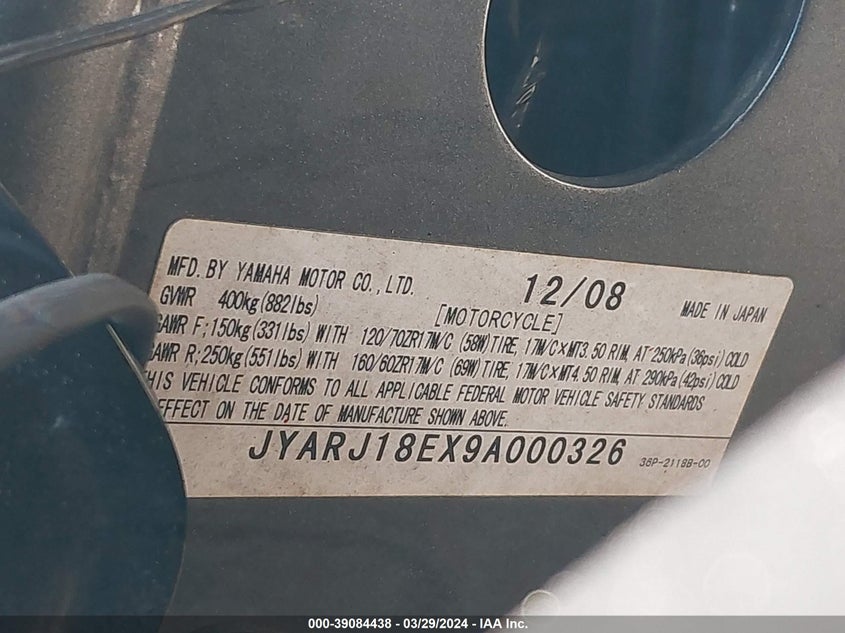 MFD. BY YAMAHA MOTOR CO., LTD. 12/08 MADE IN JAPAN
GVWR 400kg(882lbs) [MOTORCYCLE]
GAWR F;150kg(331lbs) WITH 120/70ZR17M/C (58W)TIRE, 17M/C×MT3.50 RIM, AT 250kPa(36psi)COLD
GAWR R;250kg(551lbs) WITH 160/60ZR17M/C (69W)TIRE, 17M/C×MT4.50 RIM, AT 290kPa(42psi)COLD
THIS VEHICLE CONFORMS TO ALL APPLICABLE FEDERAL MOTOR VEHICLE SAFETY STANDARDS
EFFECT ON THE DATE OF MANUFACTURE SHOWN ABOVE.
JYARJ18EX9A000326 36P-2118B-00
000-39084438 - 03/29/2024 - IAA Inc.